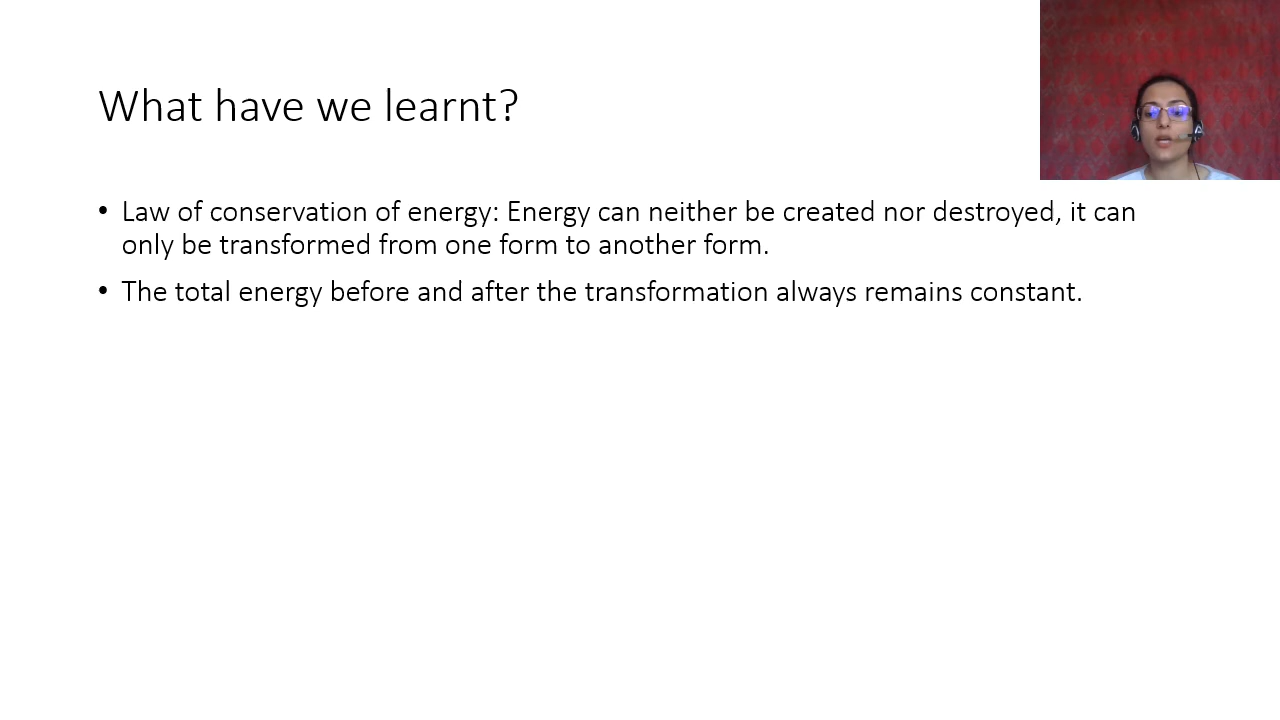 What have we learnt?
• Law of conservation of energy: Energy can neither be created nor destroyed, it can
only be transformed from one form to another form.
• The total energy before and after the transformation always remains constant.